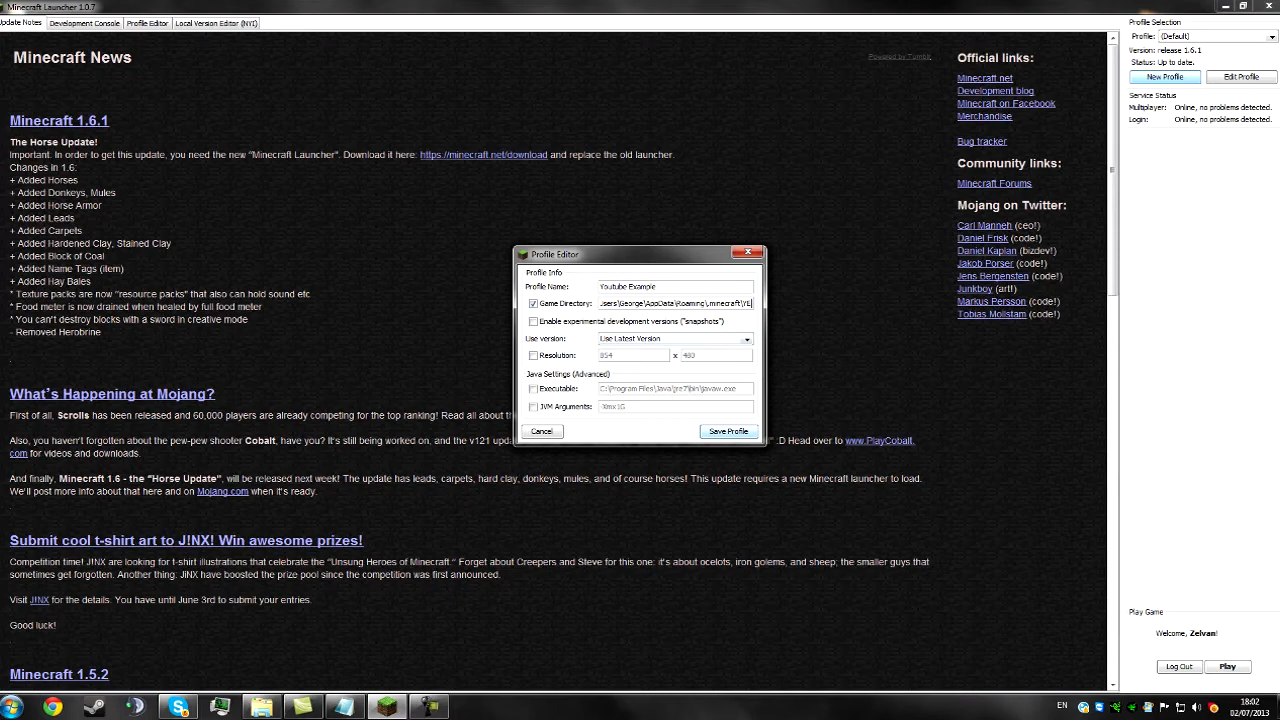 Minecraft Launcher 1.0.7
Update Notes
Development Console
Profile Editor
Local Version Editor (NYI)
Minecraft News
Powered by Tumblr
Minecraft 1.6.1
The Horse Update!
Important: In order to get this update, you need the new "Minecraft Launcher". Download it here: https://minecraft.net/download and replace the old launcher.
Changes in 1.6:
+ Added Horses
+ Added Donkeys, Mules
+ Added Horse Armor
+ Added Leads
+ Added Carpets
+ Added Hardened Clay, Stained Clay
+ Added Block of Coal
+ Added Name Tags (item)
+ Added Hay Bales
* Texture packs are now "resource packs" that also can hold sound etc
* Food meter is now drained when healed by full food meter
* You can't destroy blocks with a sword in creative mode
- Removed Herobrine
.
What's Happening at Mojang?
First of all, Scrolls has been released and 60,000 players are already competing for the top ranking! Read all about the
Also, you haven't forgotten about the pew-pew shooter Cobalt, have you? It's still being worked on, and the v121 update
" :D Head over to www.PlayCobalt.
com for videos and downloads.
And finally, Minecraft 1.6 - the "Horse Update", will be released next week! The update has leads, carpets, hard clay, donkeys, mules, and of course horses! This update requires a new Minecraft launcher to load.
We'll post more info about that here and on Mojang.com when it's ready.
Submit cool t-shirt art to J!NX! Win awesome prizes!
Competition time! J!NX are looking for t-shirt illustrations that celebrate the "Unsung Heroes of Minecraft." Forget about Creepers and Steve for this one: it's about ocelots, iron golems, and sheep; the smaller guys that
sometimes get forgotten. Another thing: JINX have boosted the prize pool since the competition was first announced.
Visit J!NX for the details. You have until June 3rd to submit your entries.
Good luck!
Minecraft 1.5.2
Official links:
Minecraft.net
Development blog
Minecraft on Facebook
Merchandise
Bug tracker
Community links:
Minecraft Forums
Mojang on Twitter:
Carl Manneh (ceo!)
Daniel Frisk (code!)
Daniel Kaplan (bizdev!)
Jakob Porser (code!)
Jens Bergensten (code!)
Junkboy (art!)
Markus Persson (code!)
Tobias Mollstam (code!)
Profile Editor
Profile Info
Profile Name: Youtube Example
Game Directory: Jsers\George\AppData\Roaming\.minecraft\YE
Enable experimental development versions ("snapshots")
Use version: Use Latest Version
Resolution: 854 x 480
Java Settings (Advanced)
Executable: C:\Program Files\Java\jre7\bin\javaw.exe
JVM Arguments: -Xmx1G
Cancel
Save Profile
Profile Selection
Profile: (Default)
Version: release 1.6.1
Status: Up to date.
New Profile
Edit Profile
Service Status
Multiplayer: Online, no problems detected.
Login: Online, no problems detected.
Play Game
Welcome, Zelvan!
Log Out
Play
EN
18:02
02/07/2013